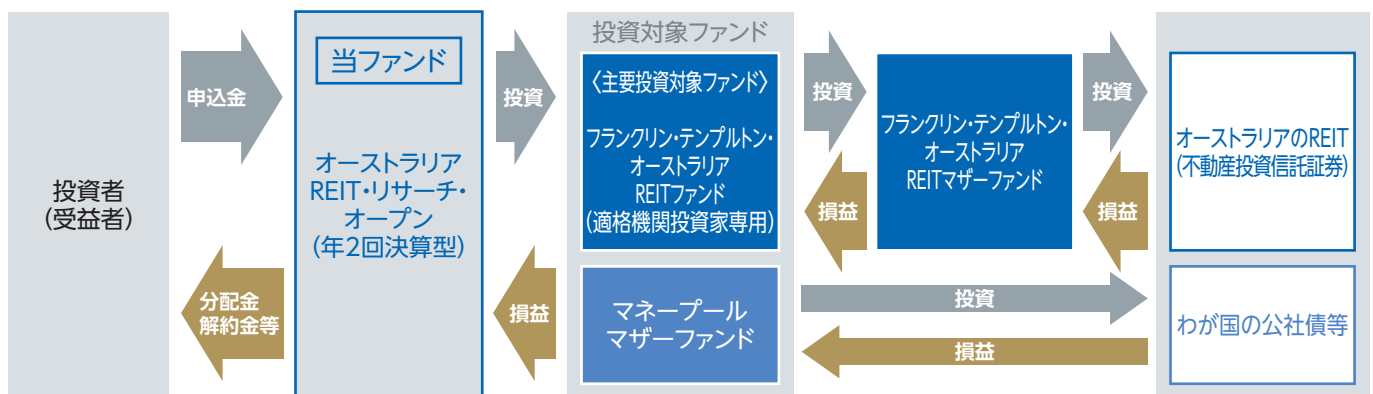 投資者
(受益者)
申込金
分配金
解約金等
当ファンド
オーストラリア
REIT・リサーチ・
オープン
(年2回決算型)
投資
損益
投資対象ファンド
〈主要投資対象ファンド〉
フランクリン・テンプルトン・
オーストラリア
REITファンド
(適格機関投資家専用)
マネープール
マザーファンド
投資
損益
フランクリン・テンプルトン・
オーストラリア
REITマザーファンド
投資
損益
投資
損益
オーストラリアのREIT
(不動産投資信託証券)
わが国の公社債等